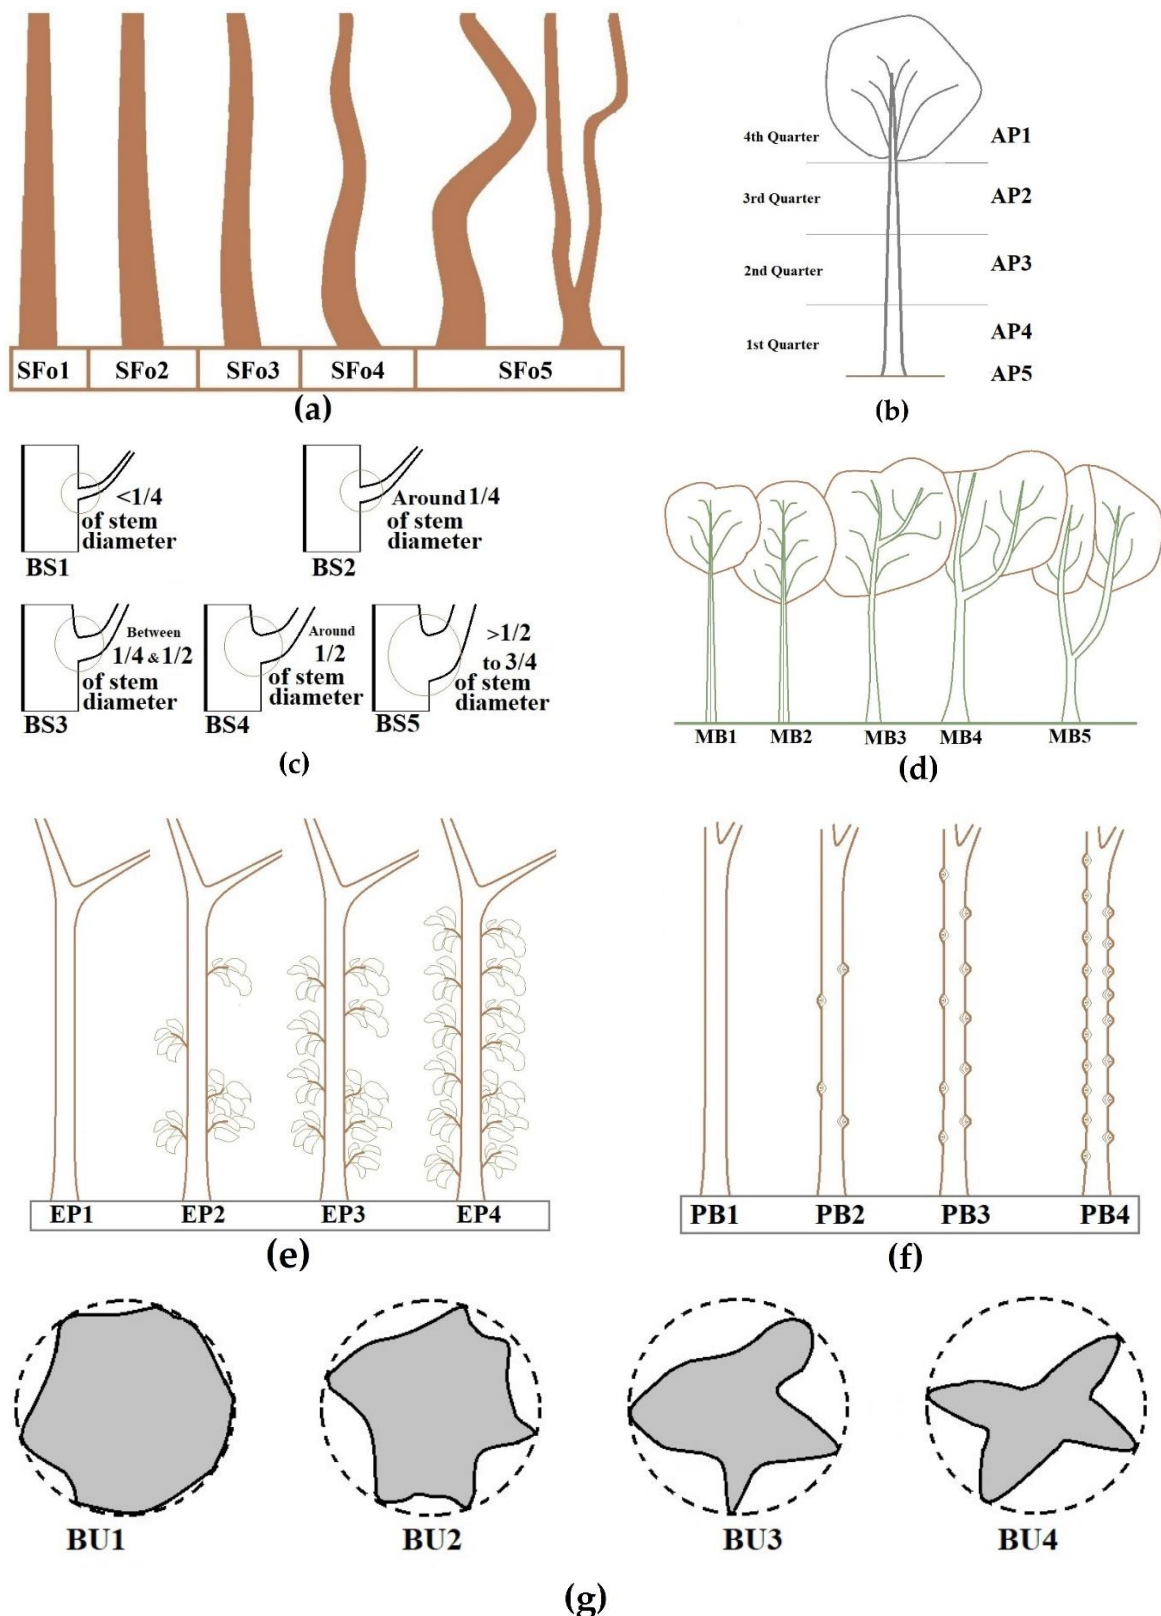 SFo1 SFo2 SFo3 SFo4 SFo5
(a)
4th Quarter AP1
3rd Quarter AP2
2nd Quarter AP3
1st Quarter AP4
AP5
(b)
<1/4
of stem
diameter
BS1
Around 1/4
of stem
diameter
BS2
Between
1/4 & 1/2
of stem
diameter
BS3
Around
1/2
of stem
diameter
BS4
>1/2
to 3/4
of stem
diameter
BS5
(c)
MB1 MB2 MB3 MB4 MB5
(d)
EP1 EP2 EP3 EP4
(e)
PB1 PB2 PB3 PB4
(f)
BU1 BU2 BU3 BU4
(g)